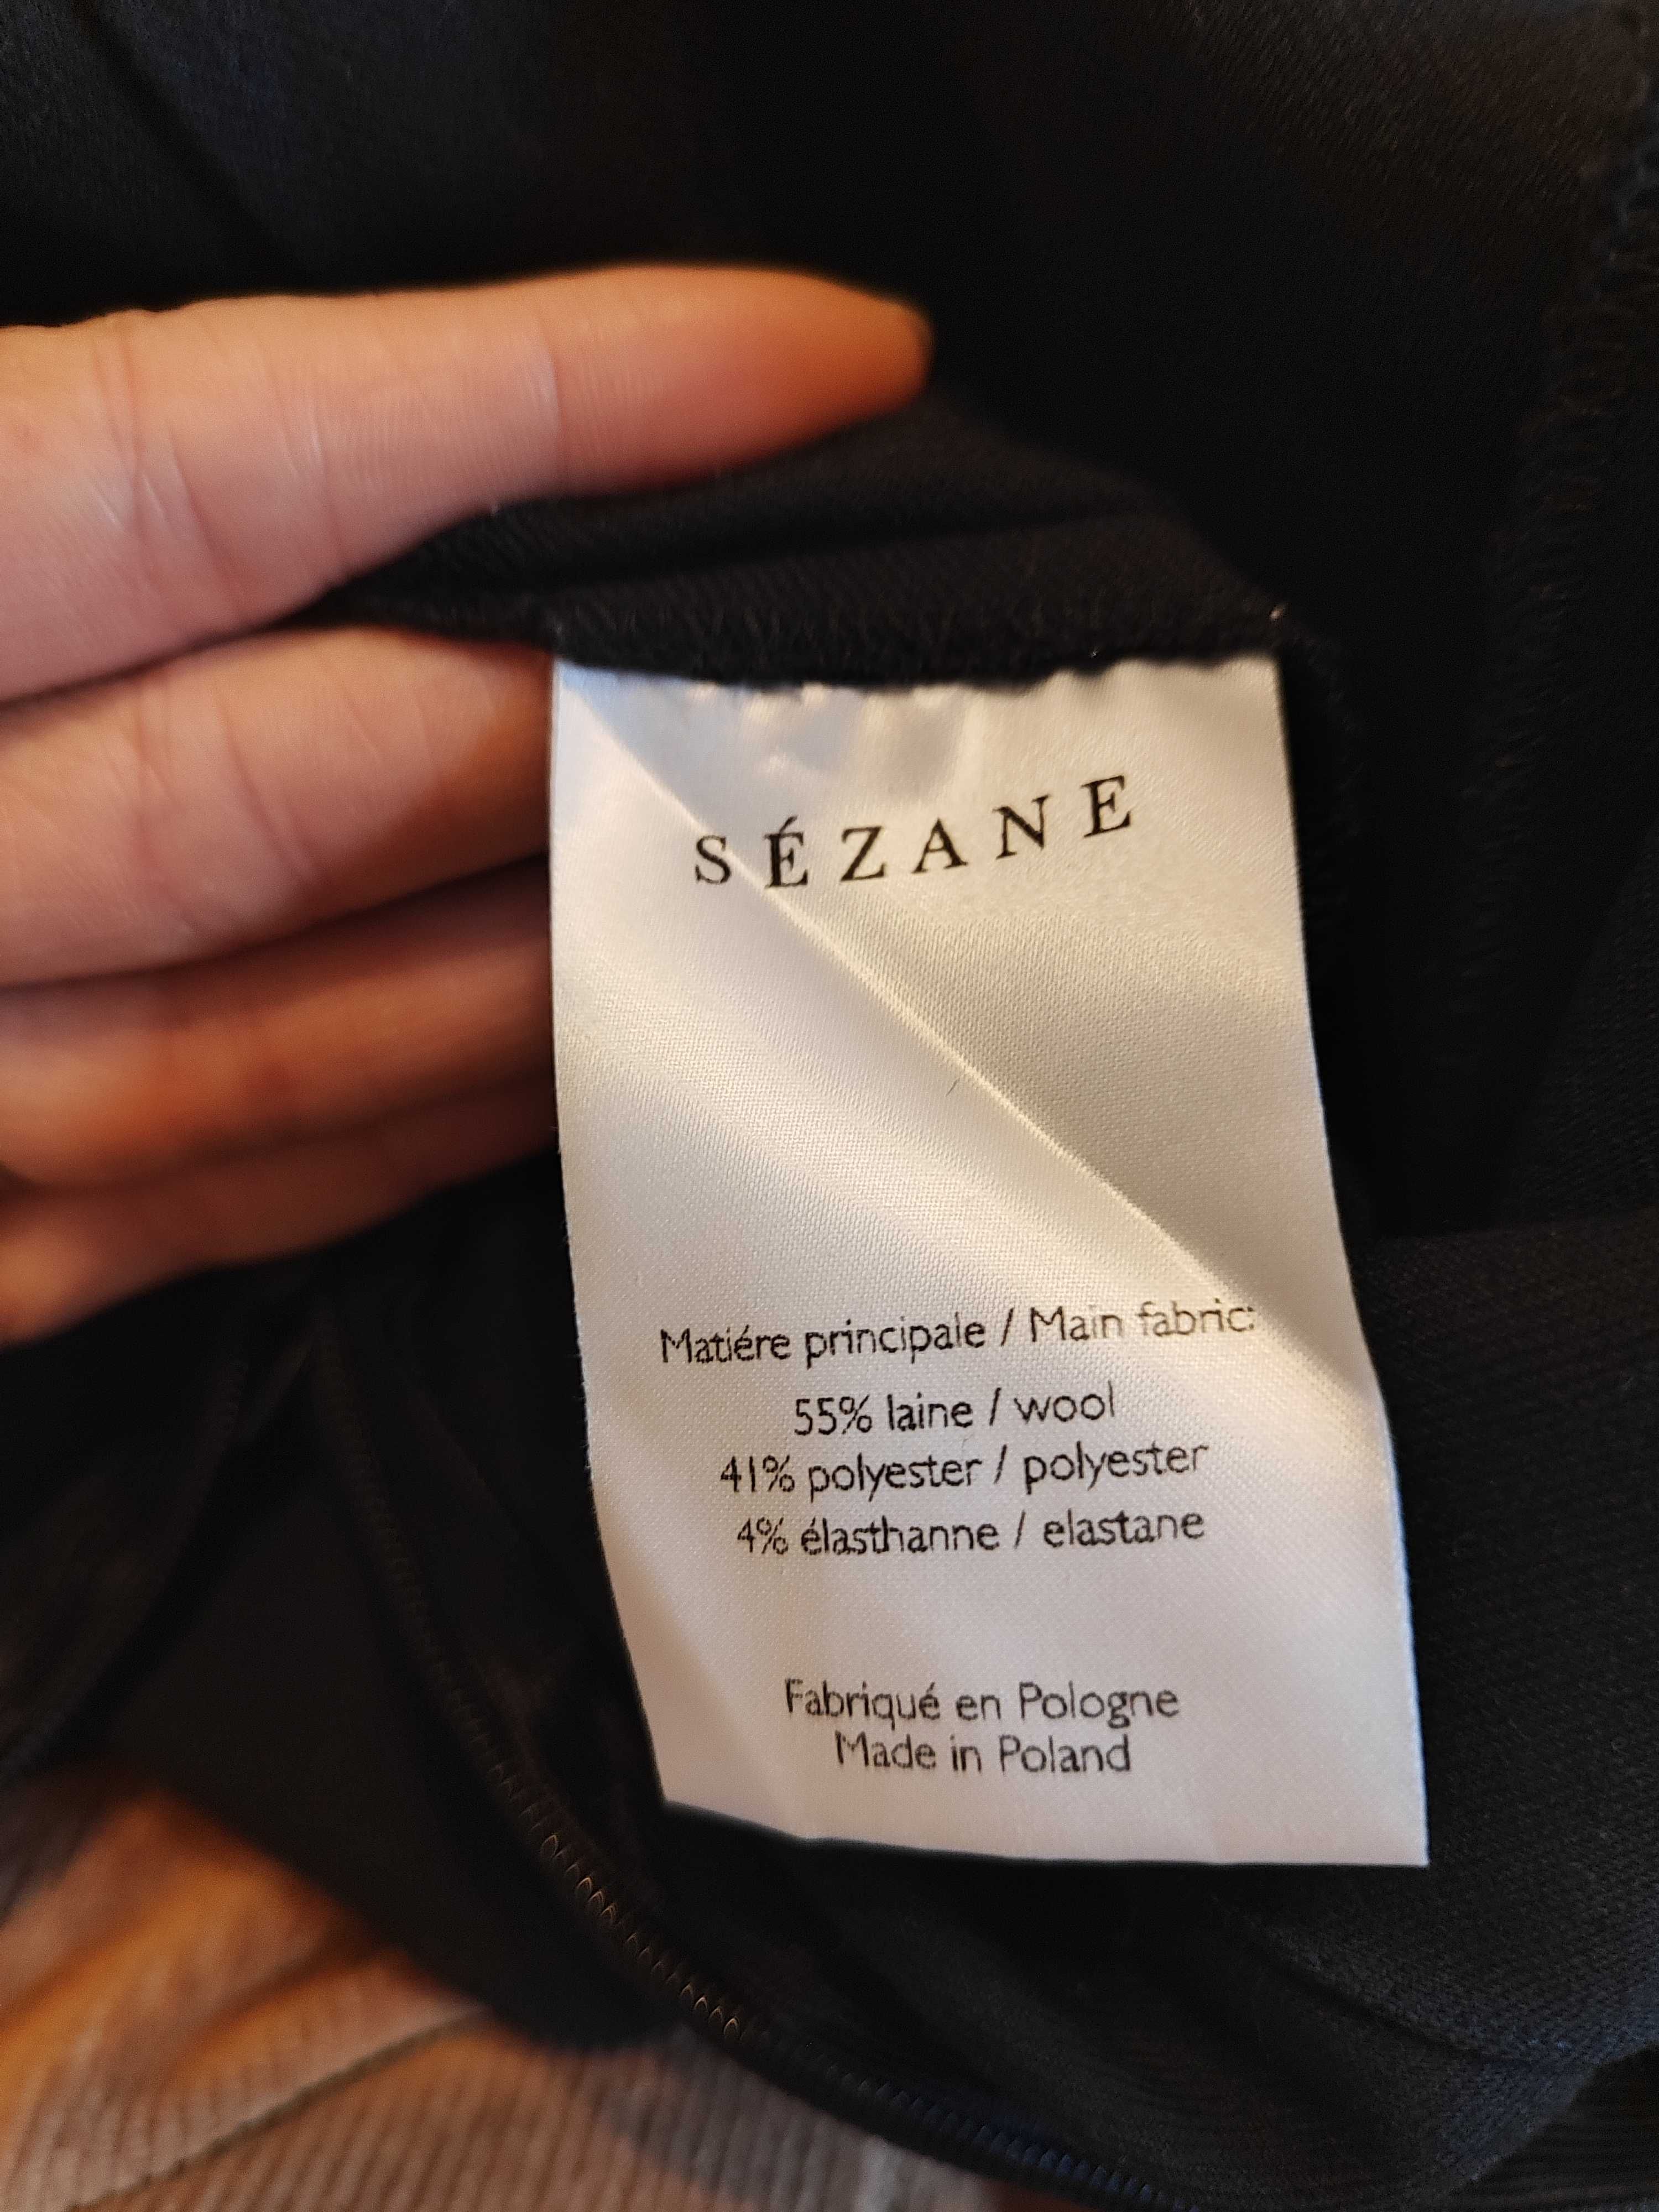 SÉZANE
Matiére principale / Main fabric:
55% laine / wool
41% polyester / polyester
4% élasthanne / elastane
Fabriqué en Pologne
Made in Poland